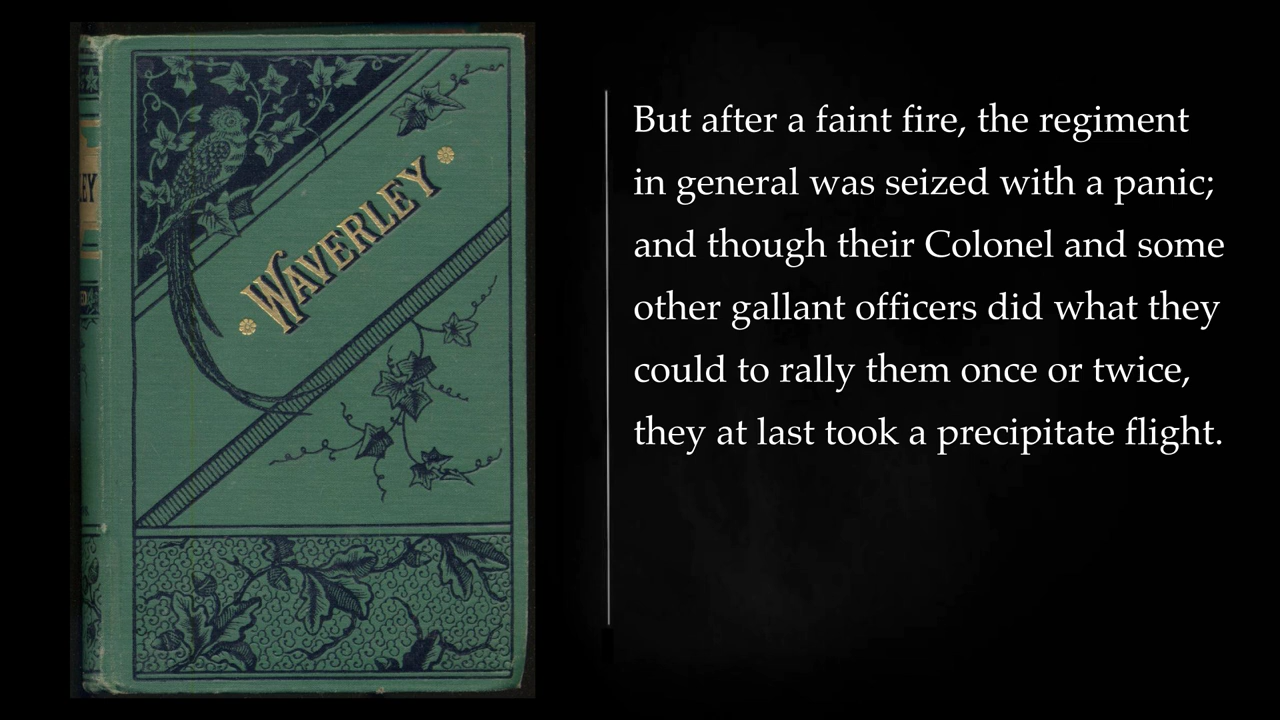 WAVERLEY
But after a faint fire, the regiment
in general was seized with a panic;
and though their Colonel and some
other gallant officers did what they
could to rally them once or twice,
they at last took a precipitate flight.